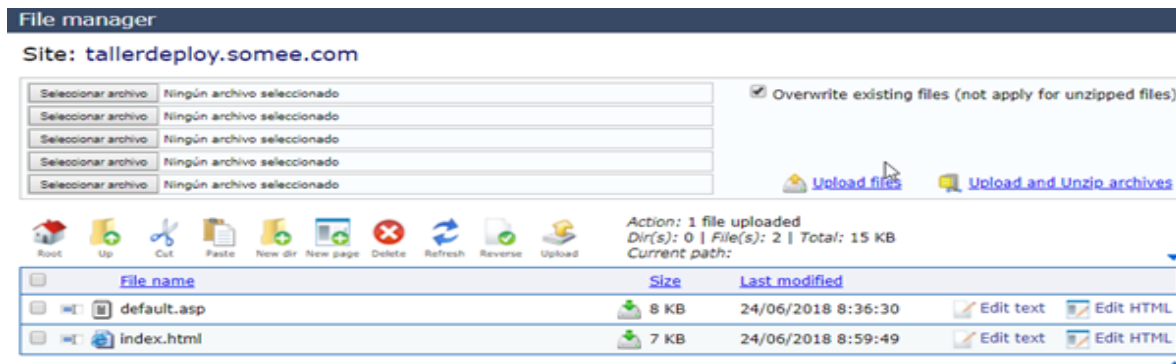 File manager
Site: tallerdeploy.somee.com
Seleccionar archivo Ningún archivo seleccionado
Overwrite existing files (not apply for unzipped files)
Seleccionar archivo Ningún archivo seleccionado
Seleccionar archivo Ningún archivo seleccionado
Seleccionar archivo Ningún archivo seleccionado
Seleccionar archivo Ningún archivo seleccionado
Upload files Upload and Unzip archives
Root Up Cut Paste New dir New page Delete Refresh Reverse Upload
Action: 1 file uploaded
Dir(s): 0 | File(s): 2 | Total: 15 KB
Current path:
File name Size Last modified
default.asp 8 KB 24/06/2018 8:36:30 Edit text Edit HTML
index.html 7 KB 24/06/2018 8:59:49 Edit text Edit HTML